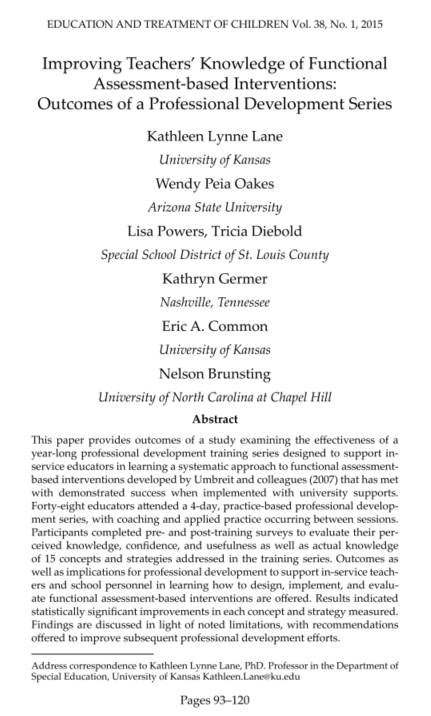 EDUCATION AND TREATMENT OF CHILDREN Vol. 38, No. 1, 2015
Improving Teachers' Knowledge of Functional
Assessment-based Interventions:
Outcomes of a Professional Development Series
Kathleen Lynne Lane
University of Kansas
Wendy Peia Oakes
Arizona State University
Lisa Powers, Tricia Diebold
Special School District of St. Louis County
Kathryn Germer
Nashville, Tennessee
Eric A. Common
University of Kansas
Nelson Brunsting
University of North Carolina at Chapel Hill
Abstract
This paper provides outcomes of a study examining the effectiveness of a
year-long professional development training series designed to support in-
service educators in learning a systematic approach to functional assessment-
based interventions developed by Umbreit and colleagues (2007) that has met
with demonstrated success when implemented with university supports.
Forty-eight educators attended a 4-day, practice-based professional develop-
ment series, with coaching and applied practice occurring between sessions.
Participants completed pre- and post-training surveys to evaluate their per-
ceived knowledge, confidence, and usefulness as well as actual knowledge
of 15 concepts and strategies addressed in the training series. Outcomes as
well as implications for professional development to support in-service teach-
ers and school personnel in learning how to design, implement, and evalu-
ate functional assessment-based interventions are offered. Results indicated
statistically significant improvements in each concept and strategy measured.
Findings are discussed in light of noted limitations, with recommendations
offered to improve subsequent professional development efforts.
Address correspondence to Kathleen Lynne Lane, PhD. Professor in the Department of
Special Education, University of Kansas Kathleen.Lane@ku.edu
Pages 93–120